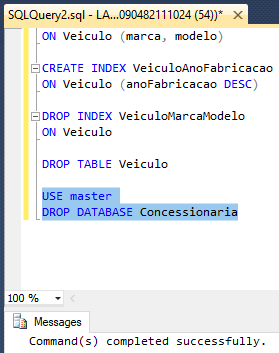 SQLQuery2.sql - LA...090482111024 (54))*
ON Veiculo (marca, modelo)
CREATE INDEX VeiculoAnoFabricacao
ON Veiculo (anoFabricacao DESC)
DROP INDEX VeiculoMarcaModelo
ON Veiculo
DROP TABLE Veiculo
USE master
DROP DATABASE Concessionaria
100 %
Messages
Command(s) completed successfully.